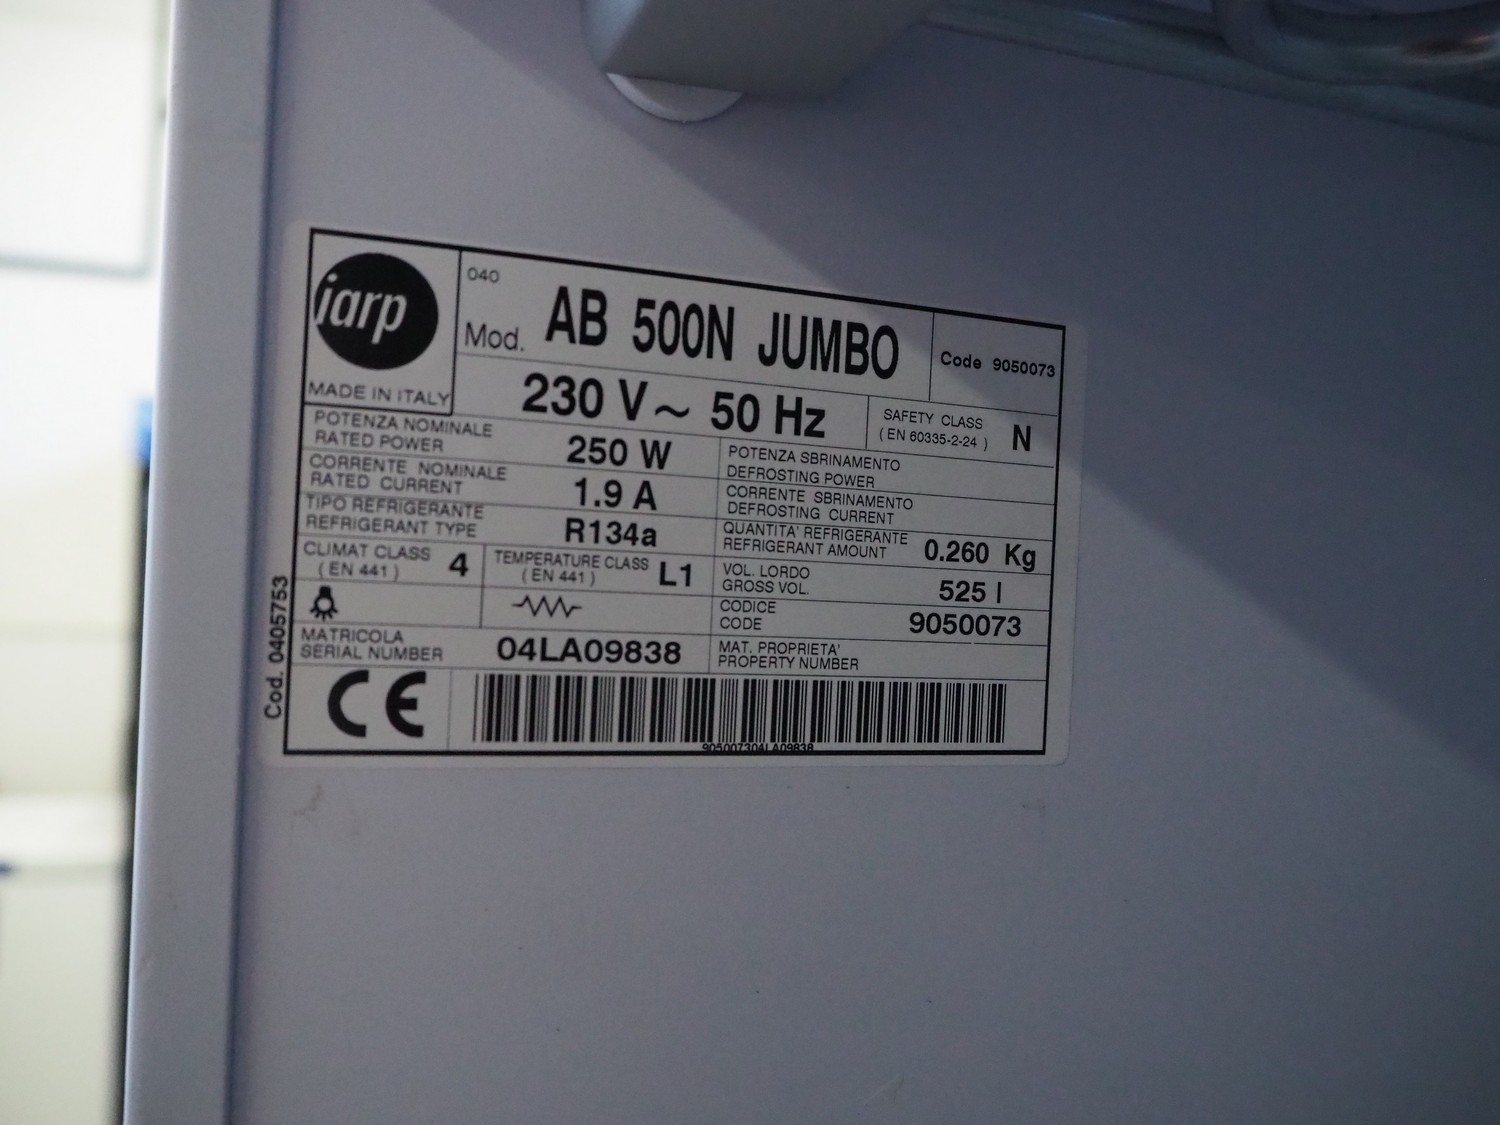 iarp
MADE IN ITALY
040
Mod. AB 500N JUMBO
Code 9050073
230 V ~ 50 Hz
SAFETY CLASS
( EN 60335-2-24 )
N
POTENZA NOMINALE
RATED POWER
250 W
POTENZA SBRINAMENTO
DEFROSTING POWER
CORRENTE NOMINALE
RATED CURRENT
1.9 A
CORRENTE SBRINAMENTO
DEFROSTING CURRENT
TIPO REFRIGERANTE
REFRIGERANT TYPE
R134a
QUANTITA' REFRIGERANTE
REFRIGERANT AMOUNT
0.260 Kg
CLIMAT CLASS
( EN 441 )
4
TEMPERATURE CLASS
( EN 441 )
L1
VOL. LORDO
GROSS VOL.
525 l
CODICE
CODE
9050073
MATRICOLA
SERIAL NUMBER
04LA09838
MAT. PROPRIETA'
PROPERTY NUMBER
CE
905007304LA09838
Cod. 0405753